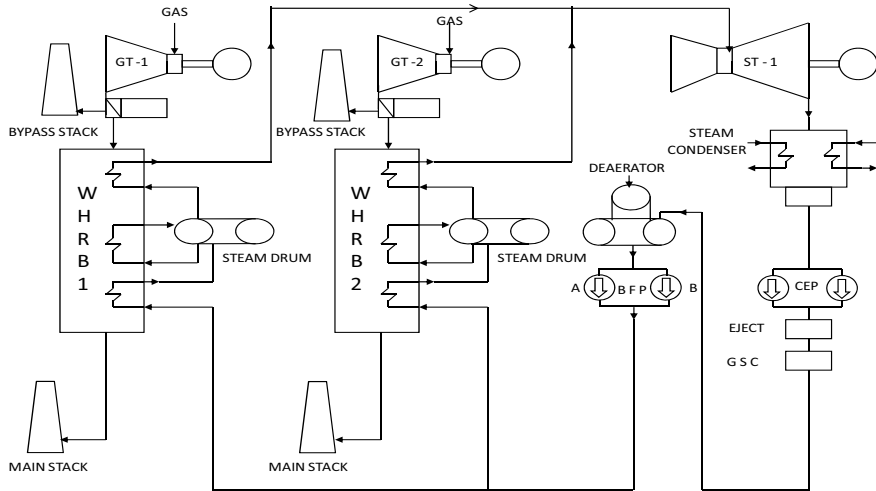 GAS
GAS
GT -1
GT -2
ST - 1
BYPASS STACK
BYPASS STACK
STEAM
CONDENSER
DEAERATOR
W
H
R
B
1
W
H
R
B
2
STEAM DRUM
STEAM DRUM
A
B F P
B
CEP
EJECT
G S C
MAIN STACK
MAIN STACK